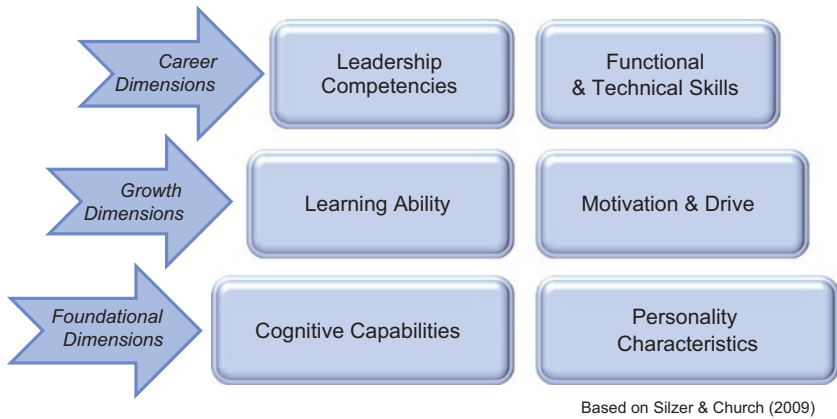 Career
Dimensions
Leadership
Competencies
Functional
& Technical Skills
Growth
Dimensions
Learning Ability
Motivation & Drive
Foundational
Dimensions
Cognitive Capabilities
Personality
Characteristics
Based on Silzer & Church (2009)